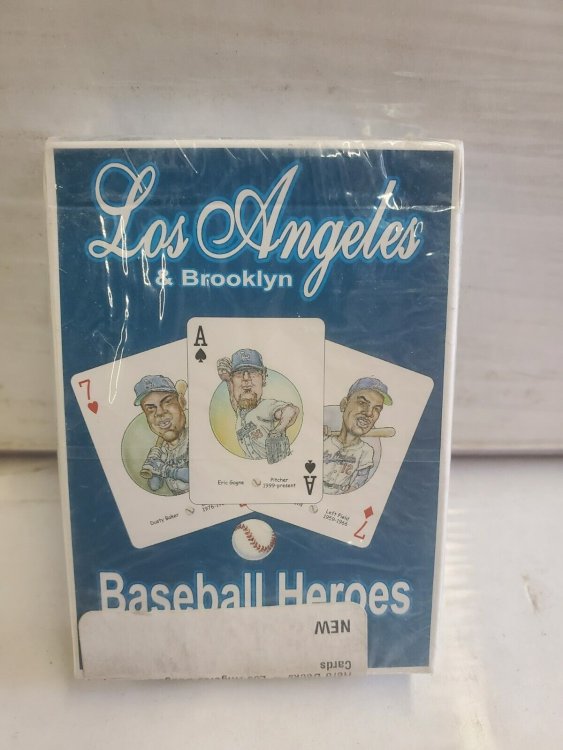 Los Angeles
& Brooklyn
7
A
Dusty Baker
Eric Gagne
Pitcher
1999-present
Left Field
A
7
Baseball Heroes
NEW
Cards